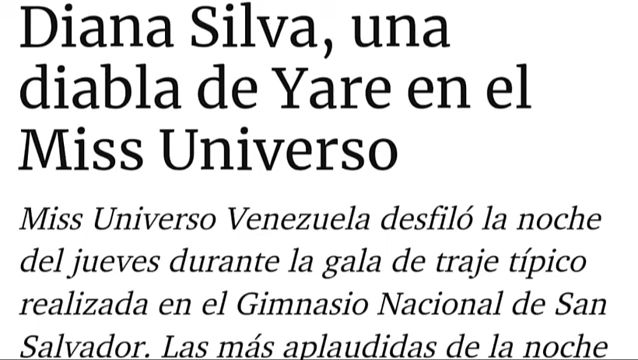 Diana Silva, una
diabla de Yare en el
Miss Universo
Miss Universo Venezuela desfiló la noche
del jueves durante la gala de traje típico
realizada en el Gimnasio Nacional de San
Salvador. Las más aplaudidas de la noche